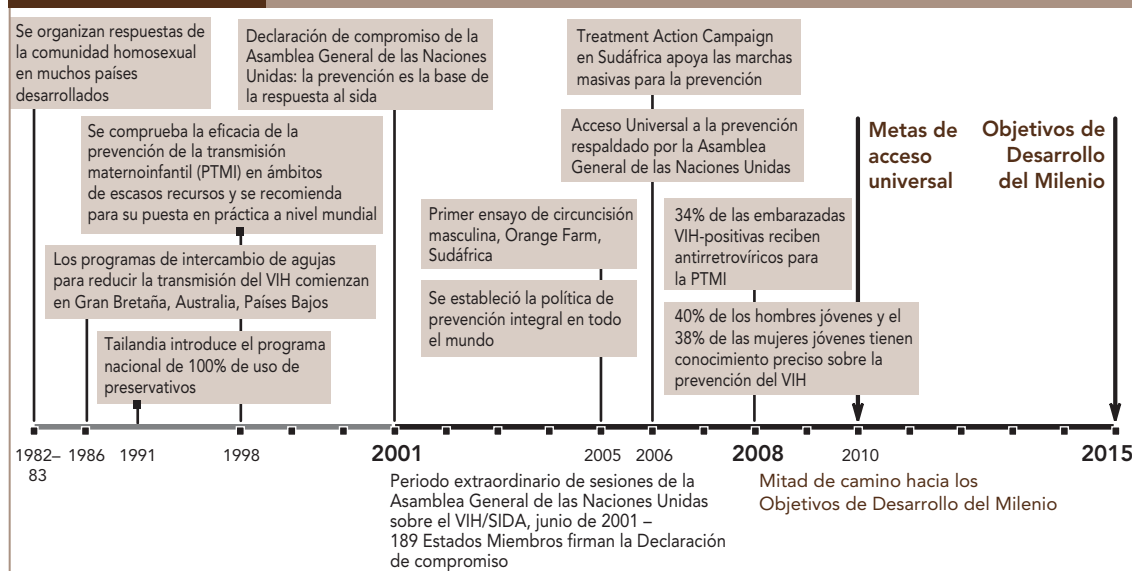 Se organizan respuestas de
la comunidad homosexual
en muchos países
desarrollados
Declaración de compromiso de la
Asamblea General de las Naciones
Unidas: la prevención es la base de
la respuesta al sida
Treatment Action Campaign
en Sudáfrica apoya las marchas
masivas para la prevención
Se comprueba la eficacia de la
prevención de la transmisión
maternoinfantil (PTMI) en ámbitos
de escasos recursos y se recomienda
para su puesta en práctica a nivel mundial
Acceso Universal a la prevención
respaldado por la Asamblea
General de las Naciones Unidas
Metas de
acceso
universal
Objetivos de
Desarrollo
del Milenio
Primer ensayo de circuncisión
masculina, Orange Farm,
Sudáfrica
34% de las embarazadas
VIH-positivas reciben
antirretrovíricos para
la PTMI
Los programas de intercambio de agujas
para reducir la transmisión del VIH comienzan
en Gran Bretaña, Australia, Países Bajos
Se estableció la política de
prevención integral en todo
el mundo
40% de los hombres jóvenes y el
38% de las mujeres jóvenes tienen
conocimiento preciso sobre la
prevención del VIH
Tailandia introduce el programa
nacional de 100% de uso de
preservativos
1982–
83
1986
1991
1998
2001
2005
2006
2008
2010
2015
Periodo extraordinario de sesiones de la
Asamblea General de las Naciones Unidas
sobre el VIH/SIDA, junio de 2001 –
189 Estados Miembros firman la Declaración
de compromiso
Mitad de camino hacia los
Objetivos de Desarrollo del Milenio